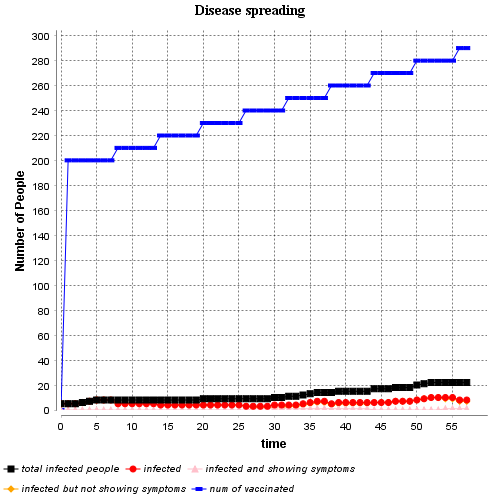 Disease spreading
Number of People
300
280
260
240
220
200
180
160
140
120
100
80
60
40
20
0
0 5 10 15 20 25 30 35 40 45 50 55
time
total infected people infected infected and showing symptoms
infected but not showing symptoms num of vaccinated